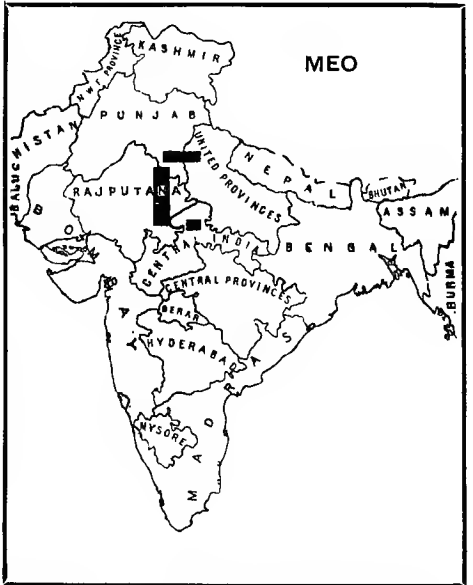 MEO
KASHMIR
N.W.F. PROVINCE
PUNJAB
BALUCHISTAN
UNITED PROVINCES
NEPAL
RAJPUTANA
BHUTAN
ASSAM
BOMBAY
CENTRAL INDIA
BENGAL
BURMA
CENTRAL PROVINCES
BERAR
HYDERABAD
MADRAS
MYSORE